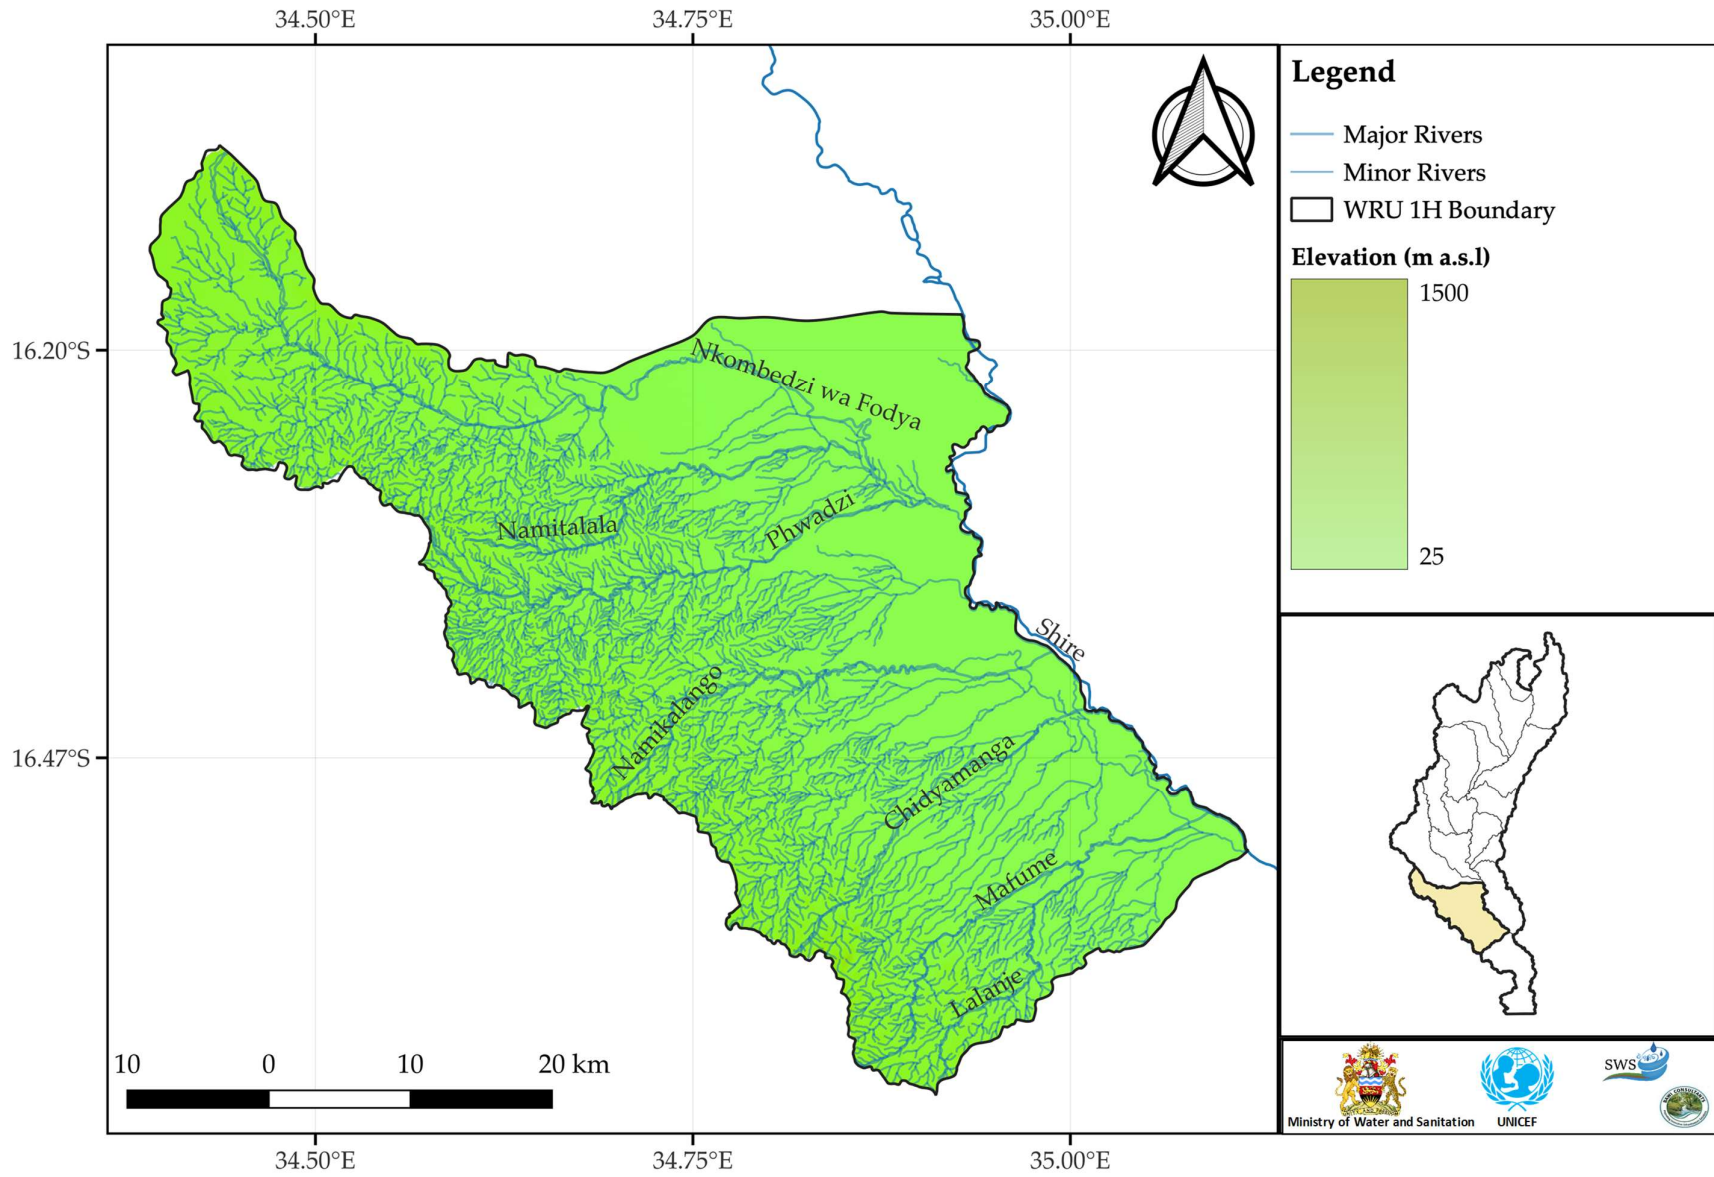 34.50°E 34.75°E 35.00°E
Legend
Major Rivers
Minor Rivers
WRU 1H Boundary
Elevation (m a.s.l)
1500
25
16.20°S
16.47°S
Nkombedzi wa Fodya
Namitalala
Phwadzi
Shire
Namikalango
Chidyamanga
Mafume
Lalanje
10 0 10 20 km
34.50°E 34.75°E 35.00°E
Ministry of Water and Sanitation
UNICEF
SWS